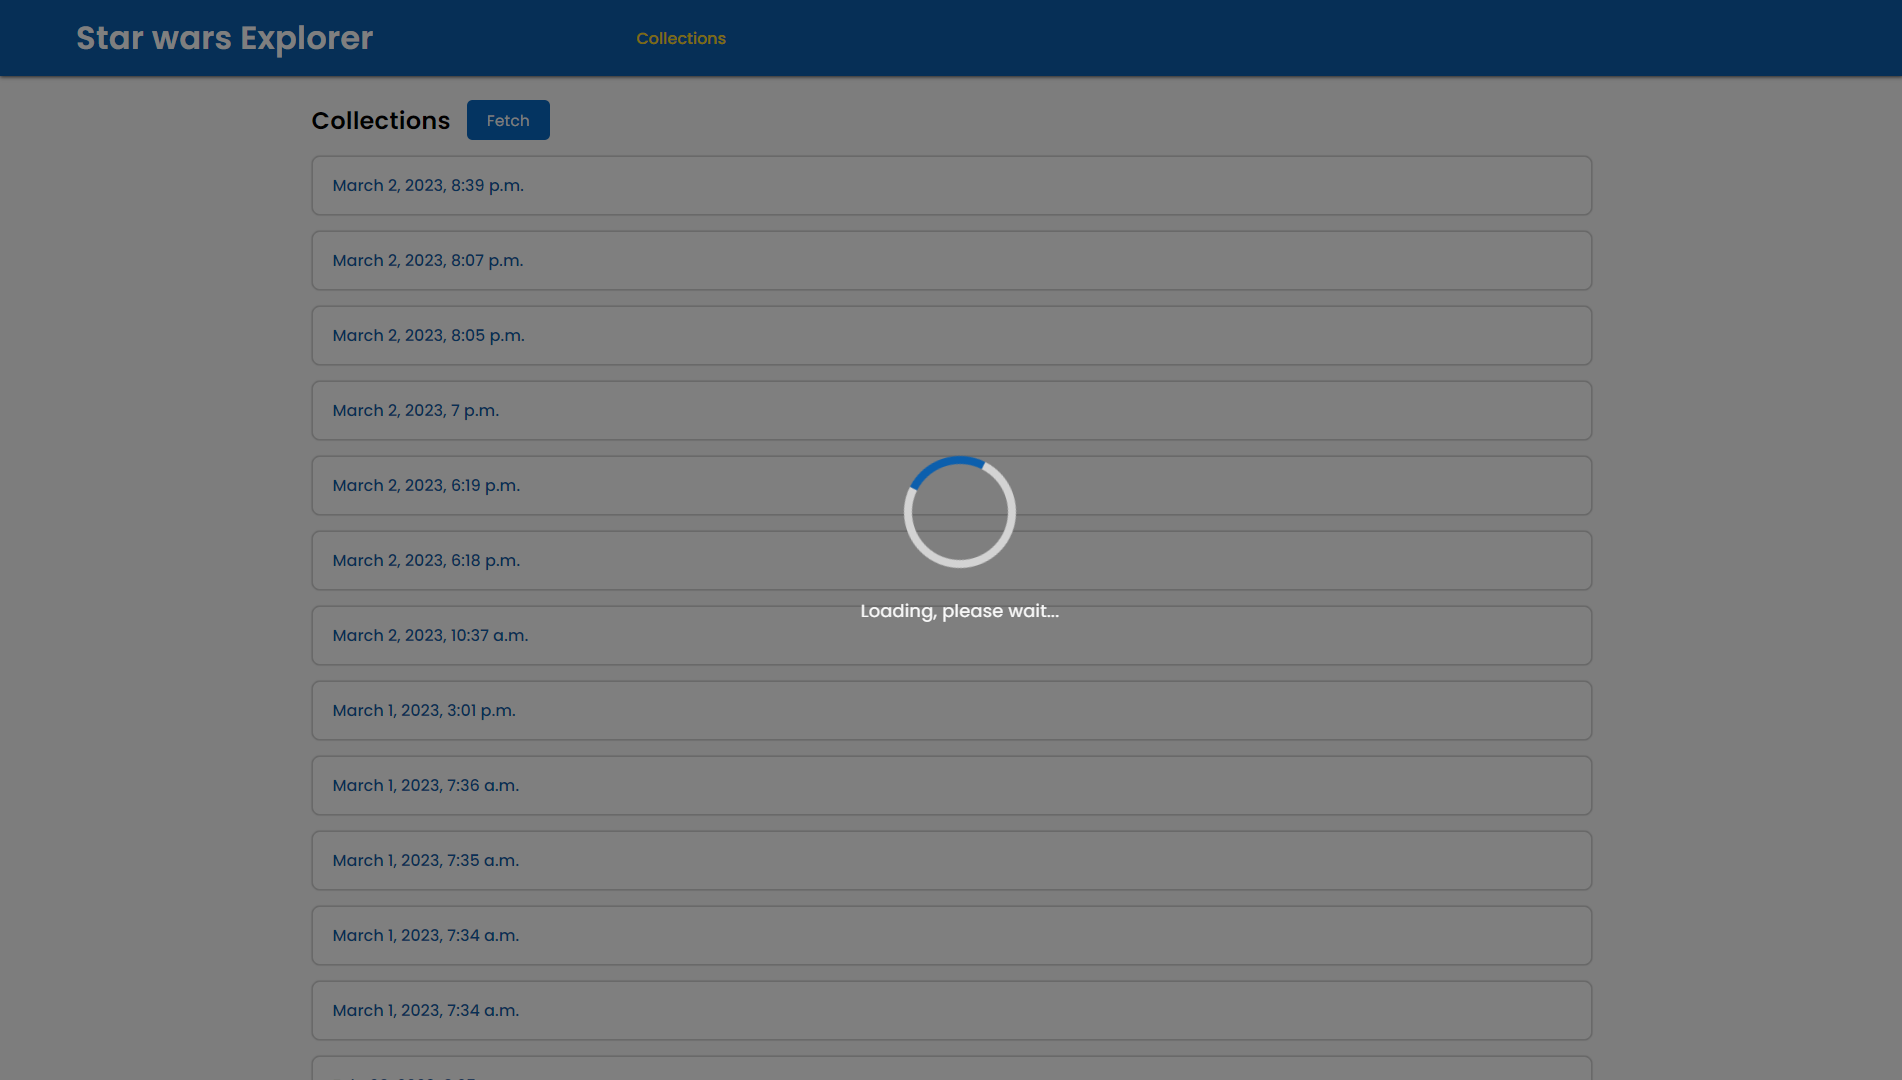 Star wars Explorer
Collections
Collections
Fetch
March 2, 2023, 8:39 p.m.
March 2, 2023, 8:07 p.m.
March 2, 2023, 8:05 p.m.
March 2, 2023, 7 p.m.
March 2, 2023, 6:19 p.m.
March 2, 2023, 6:18 p.m.
Loading, please wait...
March 2, 2023, 10:37 a.m.
March 1, 2023, 3:01 p.m.
March 1, 2023, 7:36 a.m.
March 1, 2023, 7:35 a.m.
March 1, 2023, 7:34 a.m.
March 1, 2023, 7:34 a.m.